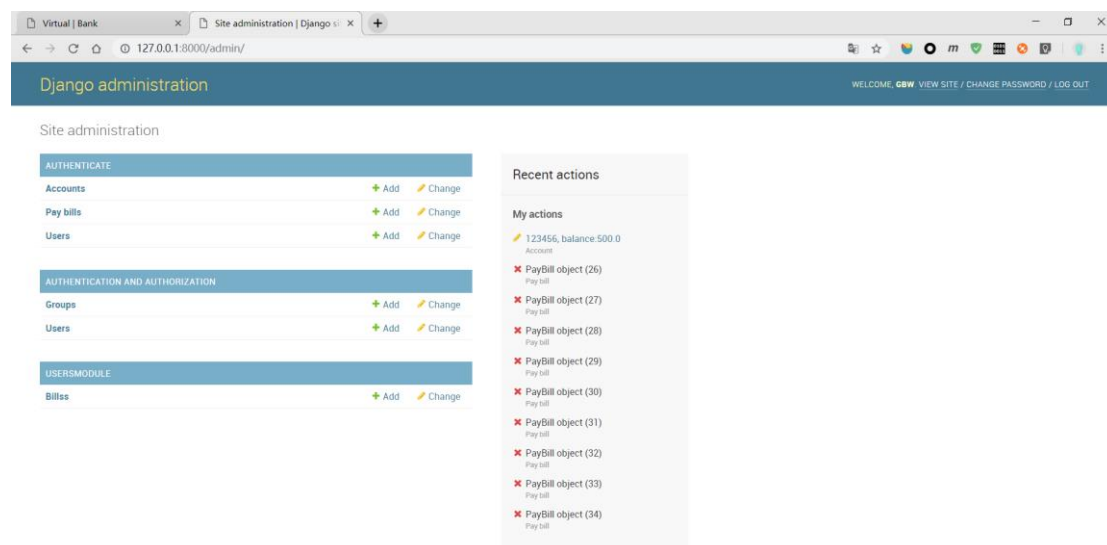 Virtual | Bank
Site administration | Django si
127.0.0.1:8000/admin/
Django administration
WELCOME, GBW. VIEW SITE / CHANGE PASSWORD / LOG OUT
Site administration
AUTHENTICATE
Accounts Add Change
Pay bills Add Change
Users Add Change
AUTHENTICATION AND AUTHORIZATION
Groups Add Change
Users Add Change
USERSMODULE
Billss Add Change
Recent actions
My actions
123456, balance:500.0
Account
PayBill object (26)
Pay bill
PayBill object (27)
Pay bill
PayBill object (28)
Pay bill
PayBill object (29)
Pay bill
PayBill object (30)
Pay bill
PayBill object (31)
Pay bill
PayBill object (32)
Pay bill
PayBill object (33)
Pay bill
PayBill object (34)
Pay bill